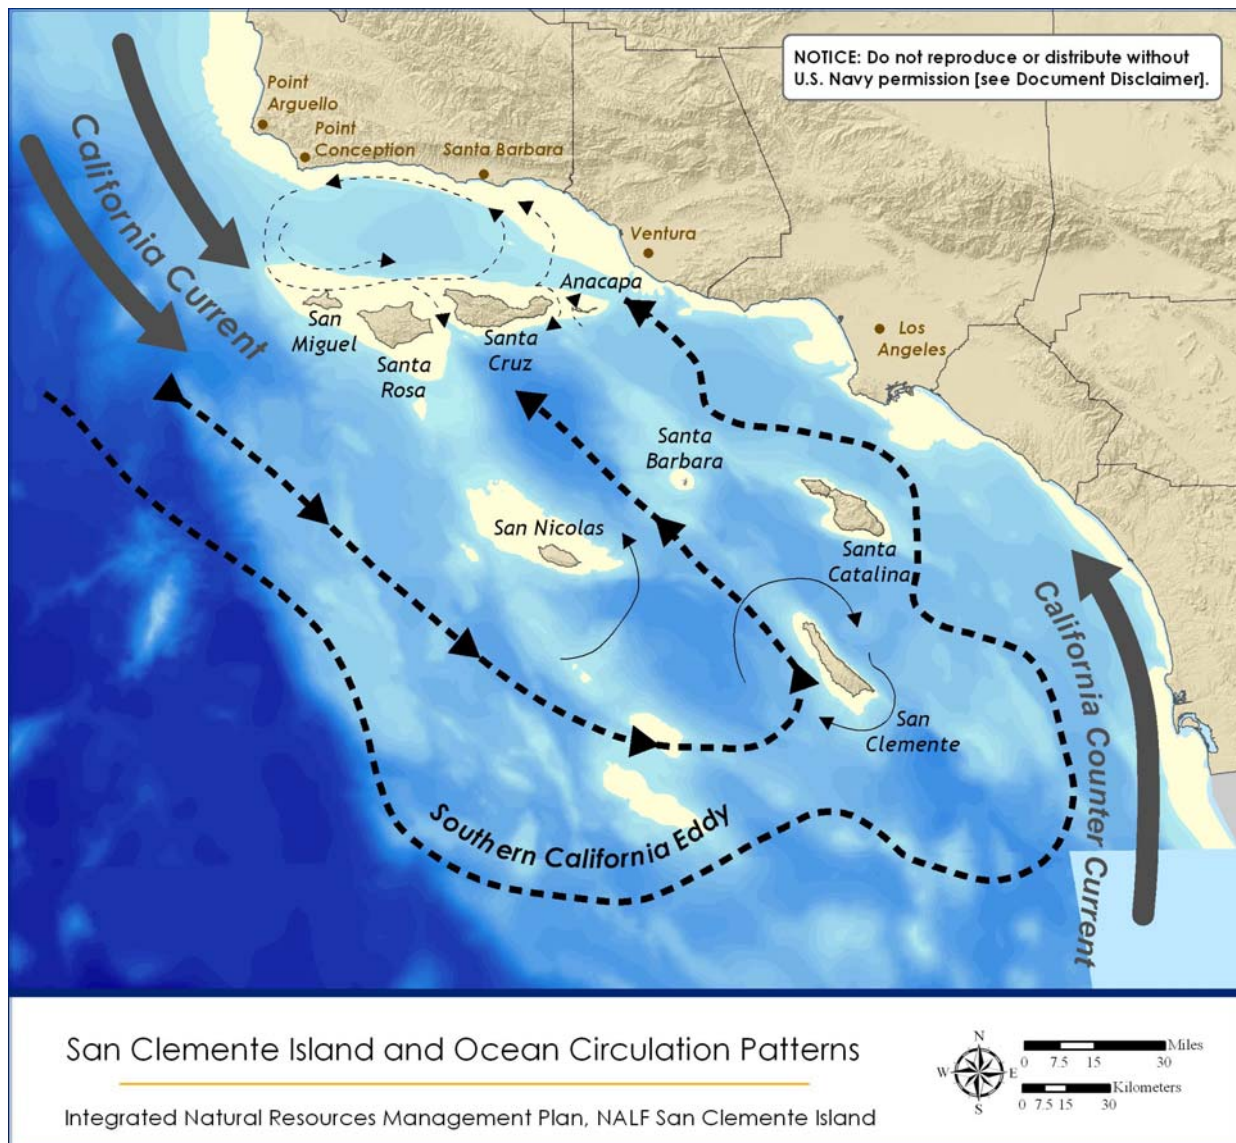 NOTICE: Do not reproduce or distribute without
U.S. Navy permission [see Document Disclaimer].
Point
Arguello
Point
Conception
Santa Barbara
California Current
Ventura
Anacapa
San
Miguel
Santa
Rosa
Santa
Cruz
Los
Angeles
Santa
Barbara
San Nicolas
Santa
Catalina
San
Clemente
California Counter Current
Southern California Eddy
San Clemente Island and Ocean Circulation Patterns
Integrated Natural Resources Management Plan, NALF San Clemente Island
N
W
E
S
Miles
0 7.5 15 30
Kilometers
0 7.5 15 30